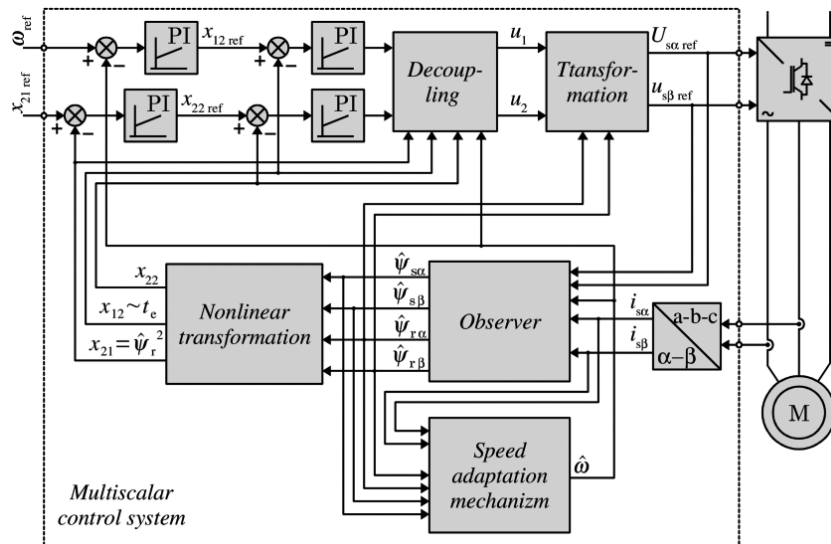 ω_ref
PI
x_12 ref
PI
Decoup-
ling
u_1
Ttansfor-
mation
U_sα ref
+
−
+
−
x_21 ref
PI
x_22 ref
PI
u_2
u_sβ ref
+
−
+
−
~
=
x_22
x_12~t_e
x_21=ψ̂_r^2
Nonlinear
transformation
ψ̂_sα
ψ̂_sβ
ψ̂_rα
ψ̂_rβ
Observer
i_sα
i_sβ
a-b-c
α–β
M
Speed
adaptation
mechanizm
ω̂
Multiscalar
control system